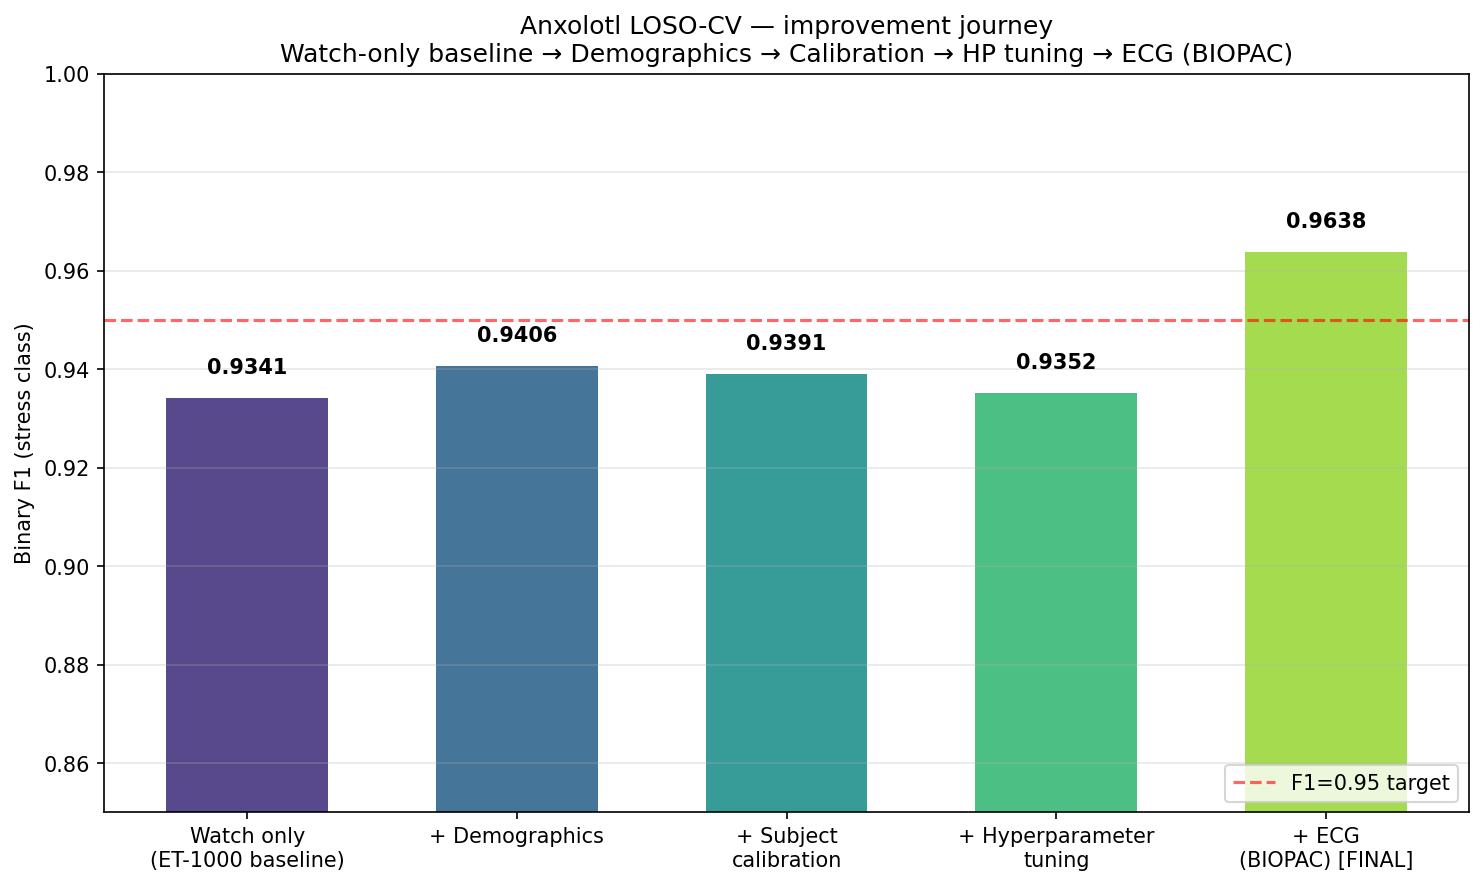 Anxolotl LOSO-CV — improvement journey
Watch-only baseline → Demographics → Calibration → HP tuning → ECG (BIOPAC)
Binary F1 (stress class)
1.00
0.98
0.96
0.94
0.92
0.90
0.88
0.86
0.9341
0.9406
0.9391
0.9352
0.9638
F1=0.95 target
Watch only
(ET-1000 baseline)
+ Demographics
+ Subject
calibration
+ Hyperparameter
tuning
+ ECG
(BIOPAC) [FINAL]